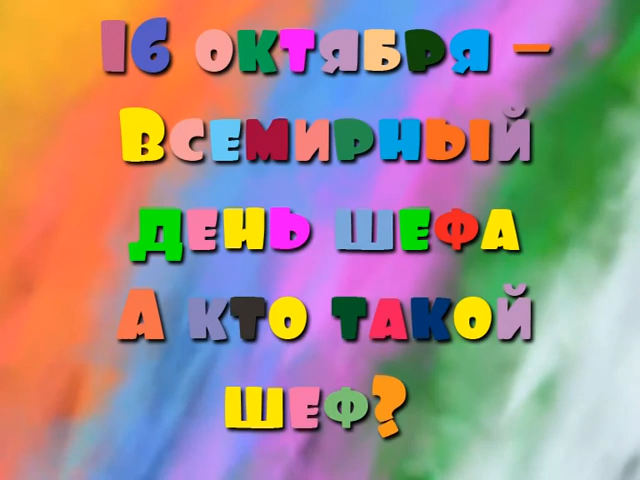 16 октября –
Всемирный
день шефа
А кто такой
шеф?